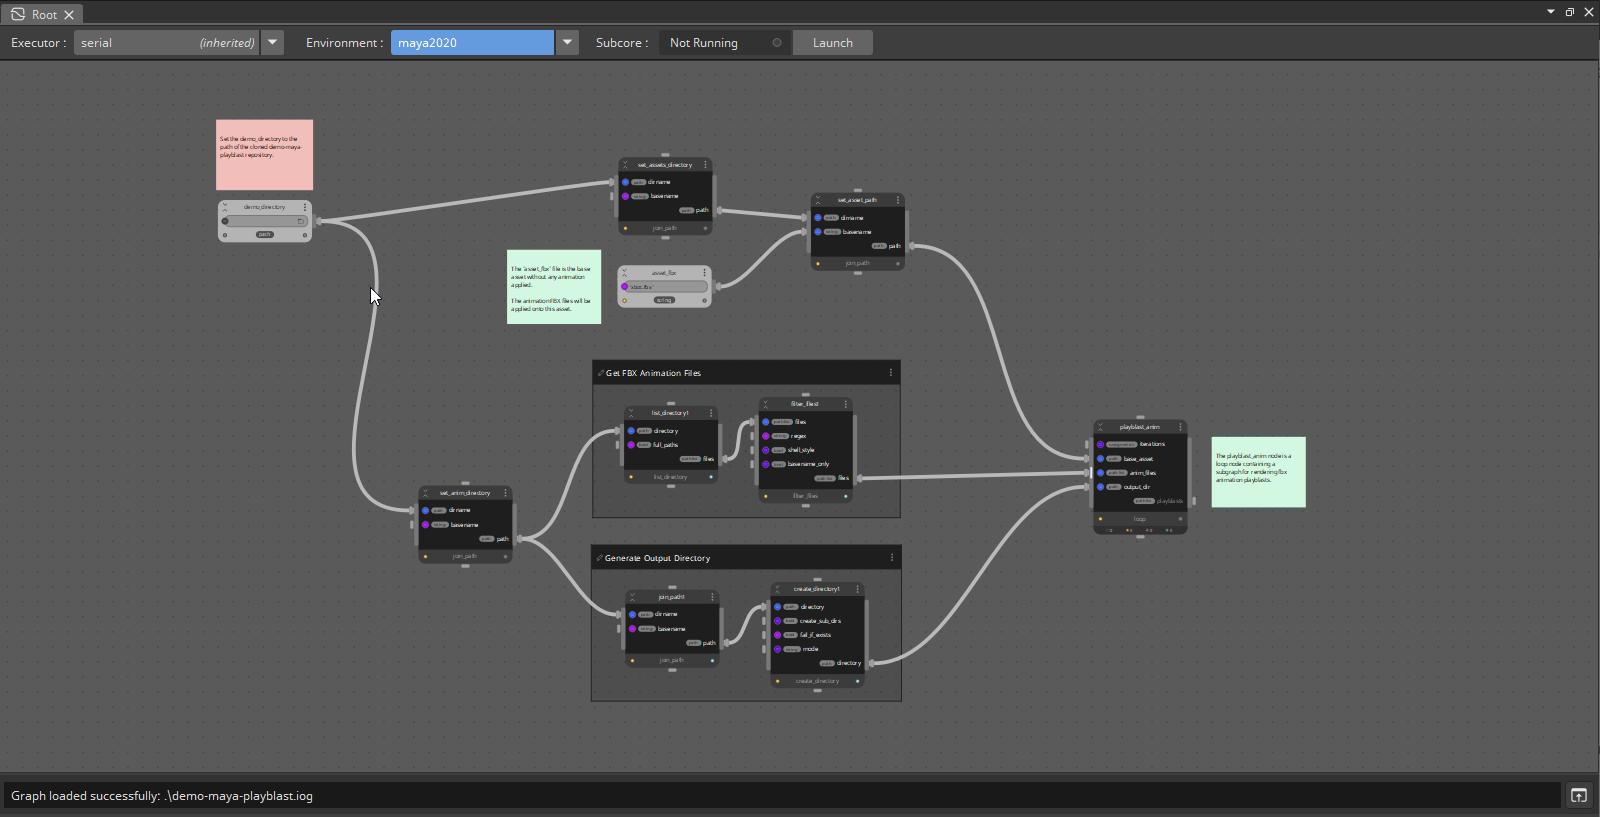 Root
Executor :
serial
(inherited)
Environment :
maya2020
Subcore :
Not Running
Launch
Set the demo_directory to the
path of the cloned demo-maya-
playblast repository.
demo_directory
path
set_assets_directory
path dirname
string basename
path path
join_path
set_asset_path
path dirname
string basename
path path
join_path
The 'asset_fbx' file is the base
asset without any animation
applied.
The animation FBX files will be
applied onto this asset.
asset_fbx
string
Get FBX Animation Files
list_directory1
path directory
bool full_paths
files
list_directory
filter_files1
files
string regex
bool shell_style
bool basename_only
files
filter_files
set_anim_directory
path dirname
string basename
path path
join_path
Generate Output Directory
join_path1
path dirname
string basename
path path
join_path
create_directory1
path directory
bool create_sub_dirs
bool fail_if_exists
string mode
path directory
create_directory
playblast_anim
iterations
path base_asset
anim_files
path output_dir
playblasts
loop
The playblast_anim node is a
loop node containing a
subgraph for rendering fbx
animation playblasts.
Graph loaded successfully: .\demo-maya-playblast.iog